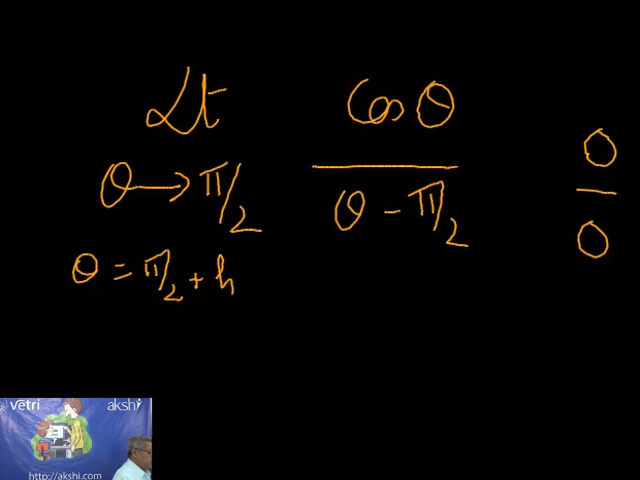 Lt cos θ 0
θ → π/2 θ - π/2 0
θ = π/2 + h
vetri akshi
http://akshi.com